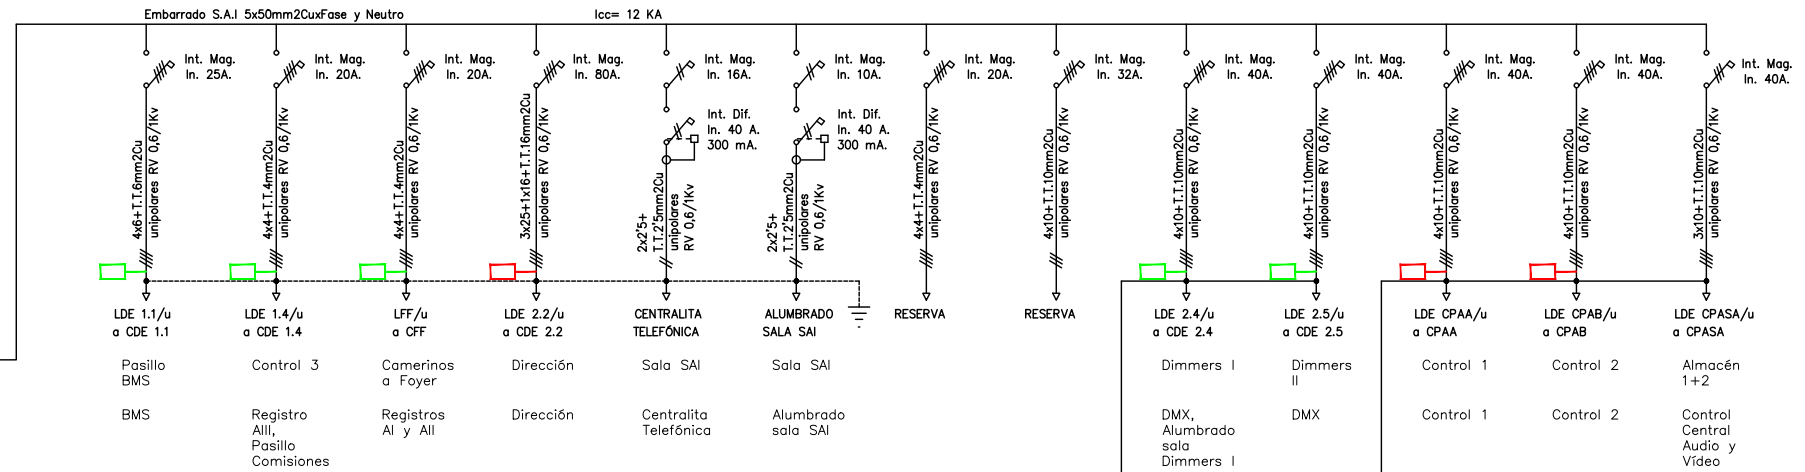 Embarrado S.A.I 5x50mm2CuxFase y Neutro
Icc= 12 KA
Int. Mag.
In. 25A.
Int. Mag.
In. 20A.
Int. Mag.
In. 20A.
Int. Mag.
In. 80A.
Int. Mag.
In. 16A.
Int. Mag.
In. 10A.
Int. Mag.
In. 20A.
Int. Mag.
In. 32A.
Int. Mag.
In. 40A.
Int. Mag.
In. 40A.
Int. Mag.
In. 40A.
Int. Mag.
In. 40A.
Int. Mag.
In. 40A.
Int. Dif.
In. 40 A.
300 mA.
Int. Dif.
In. 40 A.
300 mA.
4x6+T.T.6mm2Cu
unipolares RV 0,6/1Kv
4x4+T.T.4mm2Cu
unipolares RV 0,6/1Kv
4x4+T.T.4mm2Cu
unipolares RV 0,6/1Kv
3x25+1x16+T.T.16mm2Cu
unipolares RV 0,6/1Kv
2x2'5+
T.T.2'5mm2Cu
unipolares
RV 0,6/1Kv
2x2'5+
T.T.2'5mm2Cu
unipolares
RV 0,6/1Kv
4x4+T.T.4mm2Cu
unipolares RV 0,6/1Kv
4x10+T.T.10mm2Cu
unipolares RV 0,6/1Kv
4x10+T.T.10mm2Cu
unipolares RV 0,6/1Kv
4x10+T.T.10mm2Cu
unipolares RV 0,6/1Kv
4x10+T.T.10mm2Cu
unipolares RV 0,6/1Kv
4x10+T.T.10mm2Cu
unipolares RV 0,6/1Kv
3x10+T.T.10mm2Cu
unipolares RV 0,6/1Kv
LDE 1.1/u
a CDE 1.1
LDE 1.4/u
a CDE 1.4
LFF/u
a CFF
LDE 2.2/u
a CDE 2.2
CENTRALITA
TELEFÓNICA
ALUMBRADO
SALA SAI
RESERVA
RESERVA
LDE 2.4/u
a CDE 2.4
LDE 2.5/u
a CDE 2.5
LDE CPAA/u
a CPAA
LDE CPAB/u
a CPAB
LDE CPASA/u
a CPASA
Pasillo
BMS
Control 3
Camerinos
a Foyer
Dirección
Sala SAI
Sala SAI
Dimmers I
Dimmers
II
Control 1
Control 2
Almacén
1+2
BMS
Registro
AIII,
Pasillo
Comisiones
Registros
AI y AII
Dirección
Centralita
Telefónica
Alumbrado
sala SAI
DMX,
Alumbrado
sala
Dimmers I
DMX
Control 1
Control 2
Control
Central
Audio y
Vídeo